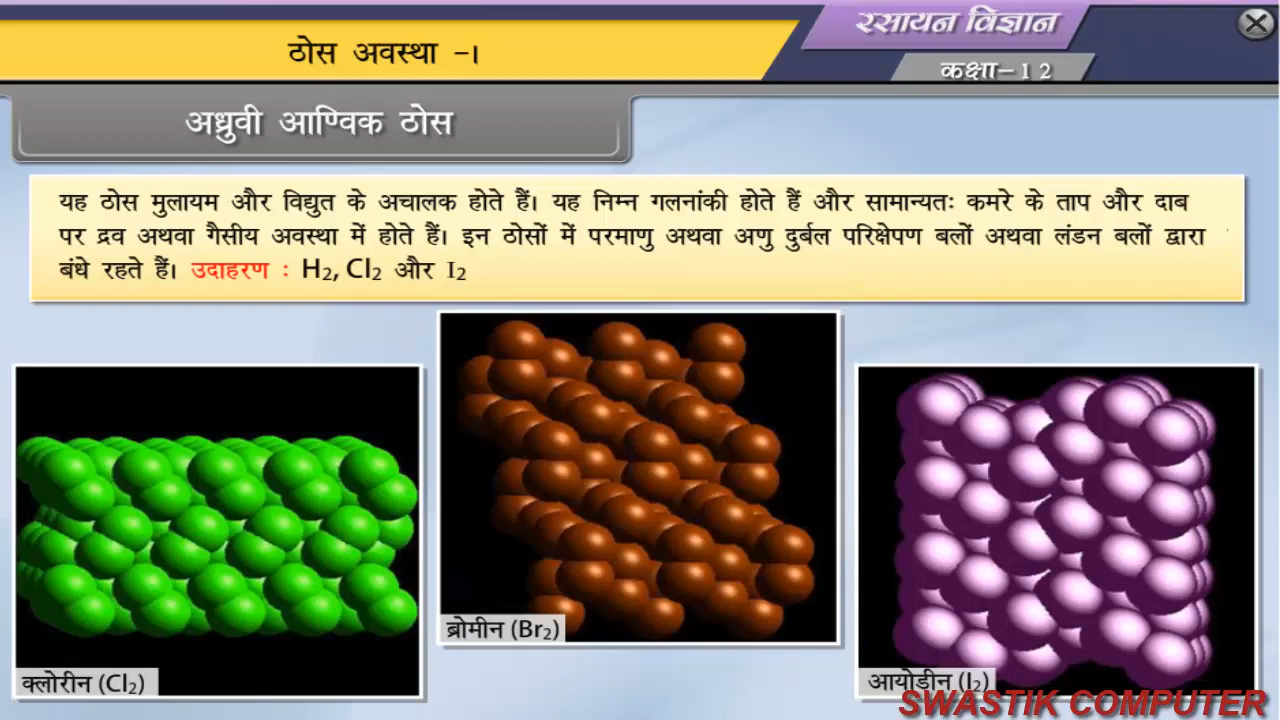 रसायन विज्ञान
ठोस अवस्था -।
कक्षा-12
अध्रुवी आण्विक ठोस
यह ठोस मुलायम और विद्युत के अचालक होते हैं। यह निम्न गलनांकी होते हैं और सामान्यतः कमरे के ताप और दाब
पर द्रव अथवा गैसीय अवस्था में होते हैं। इन ठोसों में परमाणु अथवा अणु दुर्बल परिक्षेपण बलों अथवा लंडन बलों द्वारा
बंधे रहते हैं। उदाहरण : H₂, Cl₂ और I₂
ब्रोमीन (Br₂)
क्लोरीन (Cl₂)
आयोडीन (I₂)
SWASTIK COMPUTER